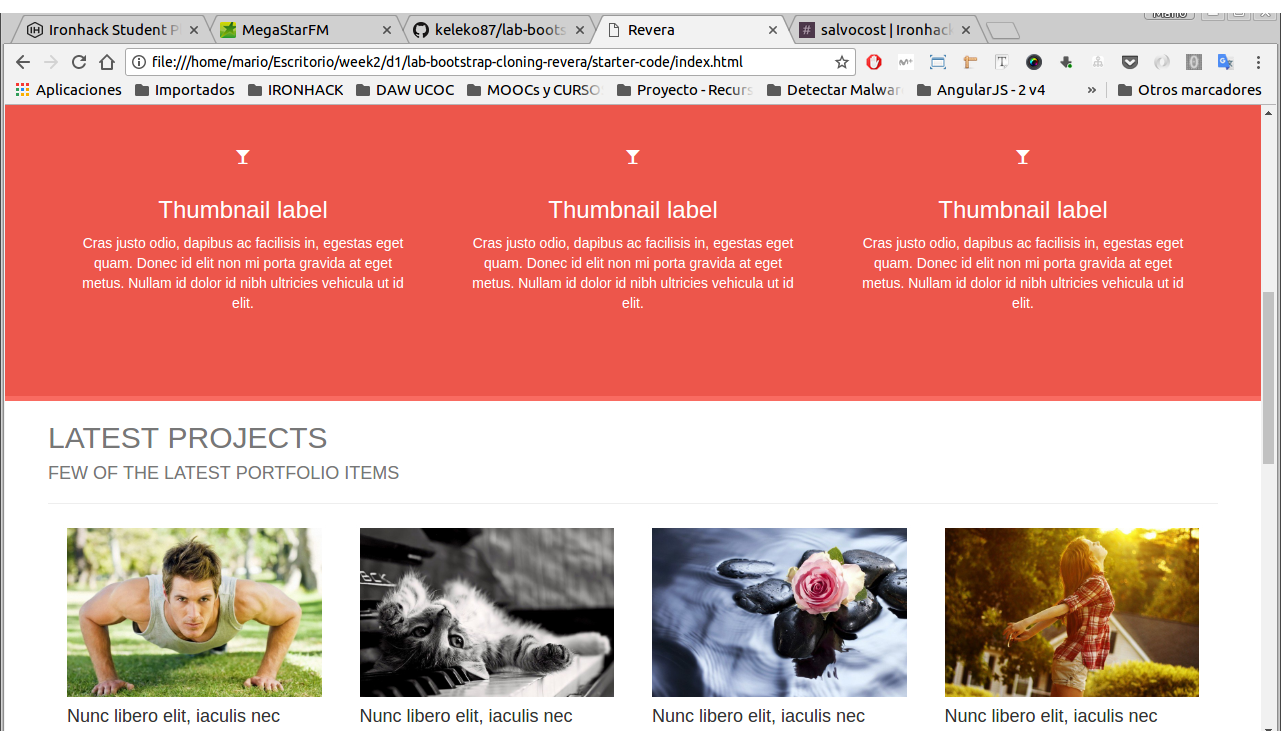 Mario
Ironhack Student P
MegaStarFM
keleko87/lab-boots
Revera
salvocost | Ironhac
file:///home/mario/Escritorio/week2/d1/lab-bootstrap-cloning-revera/starter-code/index.html
Aplicaciones Importados IRONHACK DAW UCOC MOOCs y CURSO Proyecto - Recurs Detectar Malwar AngularJS - 2 v4 » Otros marcadores
Thumbnail label
Cras justo odio, dapibus ac facilisis in, egestas eget
quam. Donec id elit non mi porta gravida at eget
metus. Nullam id dolor id nibh ultricies vehicula ut id
elit.
Thumbnail label
Cras justo odio, dapibus ac facilisis in, egestas eget
quam. Donec id elit non mi porta gravida at eget
metus. Nullam id dolor id nibh ultricies vehicula ut id
elit.
Thumbnail label
Cras justo odio, dapibus ac facilisis in, egestas eget
quam. Donec id elit non mi porta gravida at eget
metus. Nullam id dolor id nibh ultricies vehicula ut id
elit.
LATEST PROJECTS
FEW OF THE LATEST PORTFOLIO ITEMS
Nunc libero elit, iaculis nec
Nunc libero elit, iaculis nec
Nunc libero elit, iaculis nec
Nunc libero elit, iaculis nec